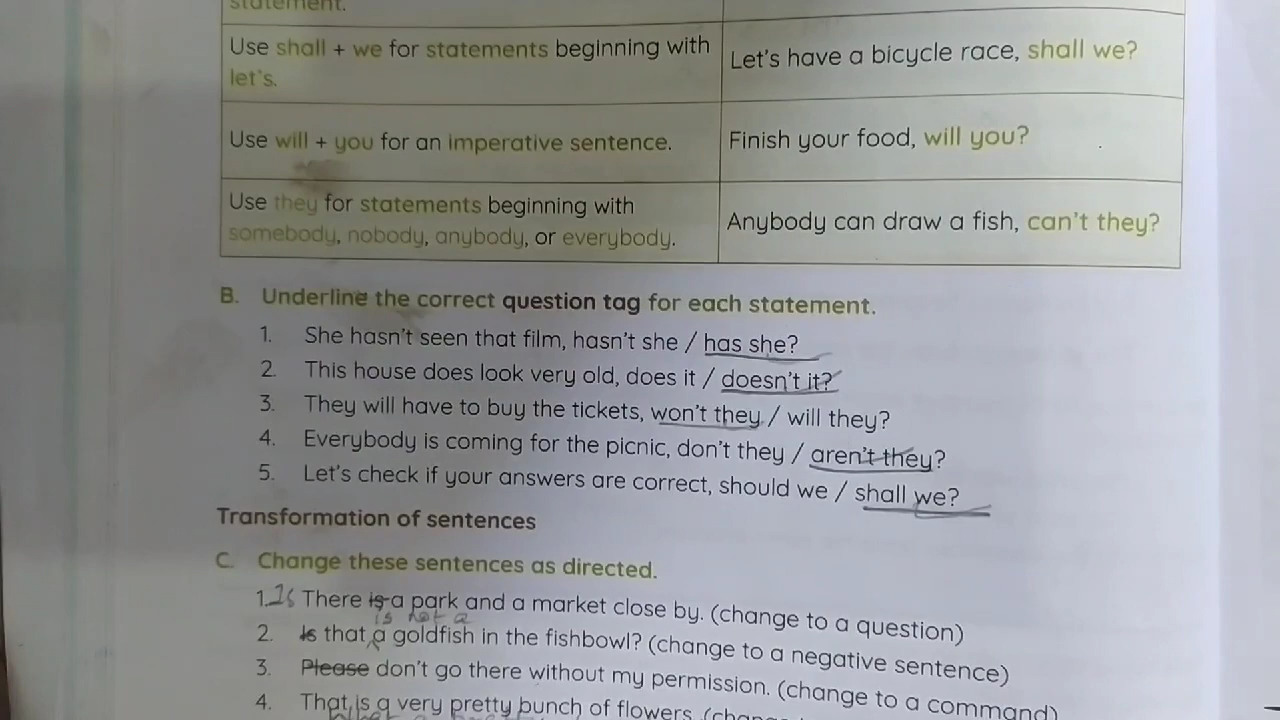 statement.
Use shall + we for statements beginning with let's.
Let's have a bicycle race, shall we?
Use will + you for an imperative sentence.
Finish your food, will you?
Use they for statements beginning with somebody, nobody, anybody, or everybody.
Anybody can draw a fish, can't they?
B. Underline the correct question tag for each statement.
1. She hasn't seen that film, hasn't she / has she?
2. This house does look very old, does it / doesn't it?
3. They will have to buy the tickets, won't they / will they?
4. Everybody is coming for the picnic, don't they / aren't they?
5. Let's check if your answers are correct, should we / shall we?
Transformation of sentences
C. Change these sentences as directed.
1. Is There is a park and a market close by. (change to a question)
is not a
2. Is that a goldfish in the fishbowl? (change to a negative sentence)
3. Please don't go there without my permission. (change to a command)
4. That is a very pretty bunch of flowers.